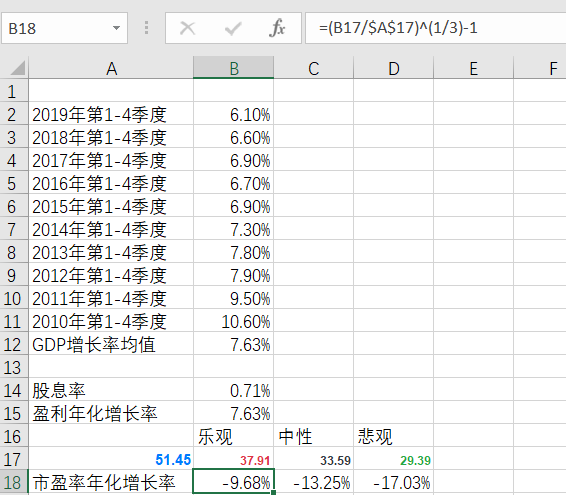 B18 fx =(B17/$A$17)^(1/3)-1
A B C D E F
1
2 2019年第1-4季度 6.10%
3 2018年第1-4季度 6.60%
4 2017年第1-4季度 6.90%
5 2016年第1-4季度 6.70%
6 2015年第1-4季度 6.90%
7 2014年第1-4季度 7.30%
8 2013年第1-4季度 7.80%
9 2012年第1-4季度 7.90%
10 2011年第1-4季度 9.50%
11 2010年第1-4季度 10.60%
12 GDP增长率均值 7.63%
13
14 股息率 0.71%
15 盈利年化增长率 7.63%
16 乐观 中性 悲观
17 51.45 37.91 33.59 29.39
18 市盈率年化增长率 -9.68% -13.25% -17.03%